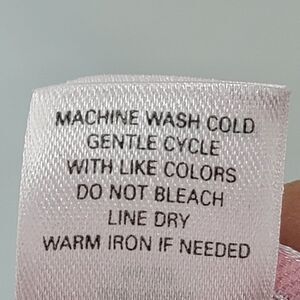 MACHINE WASH COLD
GENTLE CYCLE
WITH LIKE COLORS
DO NOT BLEACH
LINE DRY
WARM IRON IF NEEDED